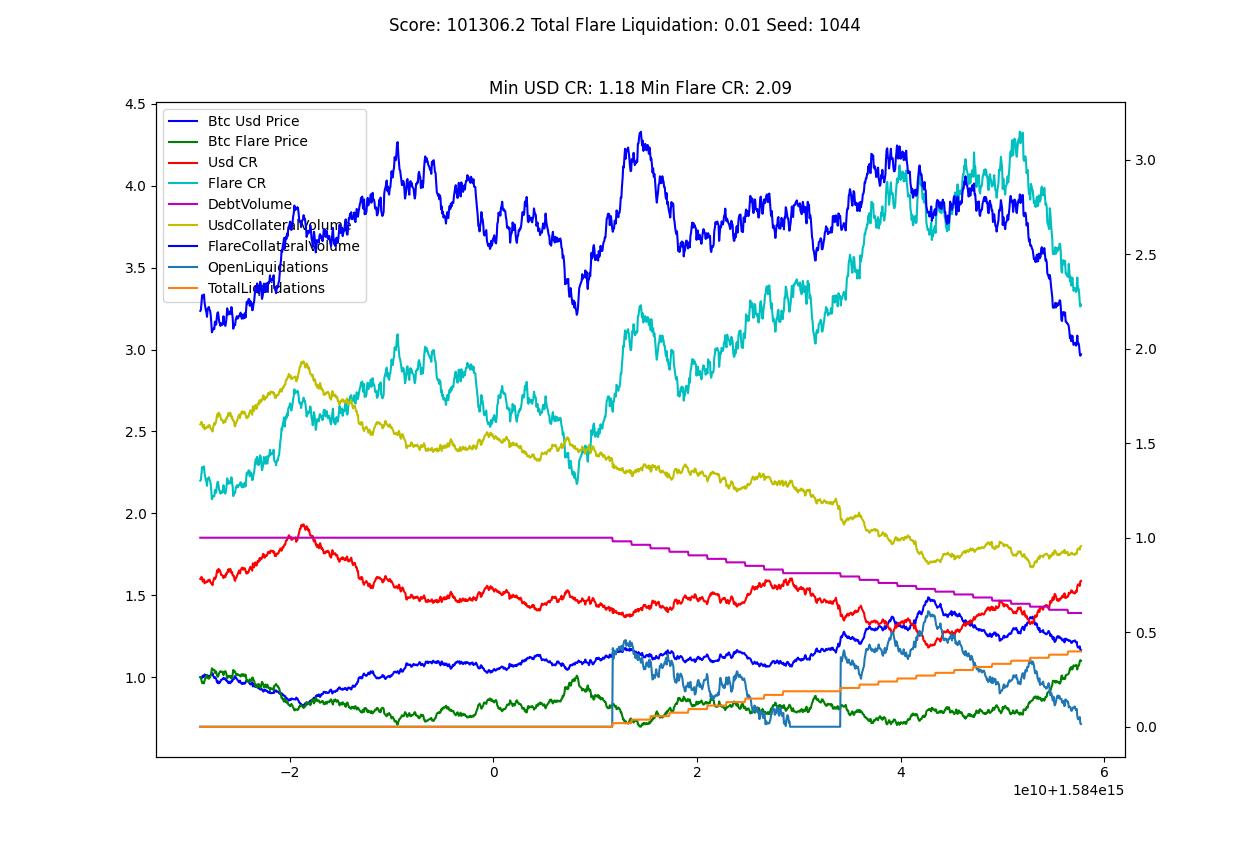 Score: 101306.2 Total Flare Liquidation: 0.01 Seed: 1044
Min USD CR: 1.18 Min Flare CR: 2.09
Btc Usd Price
Btc Flare Price
Usd CR
Flare CR
DebtVolume
UsdCollateralVolume
FlareCollateralVolume
OpenLiquidations
TotalLiquidations
4.5
4.0
3.5
3.0
2.5
2.0
1.5
1.0
3.0
2.5
2.0
1.5
1.0
0.5
0.0
−2 0 2 4 6
1e10+1.584e15